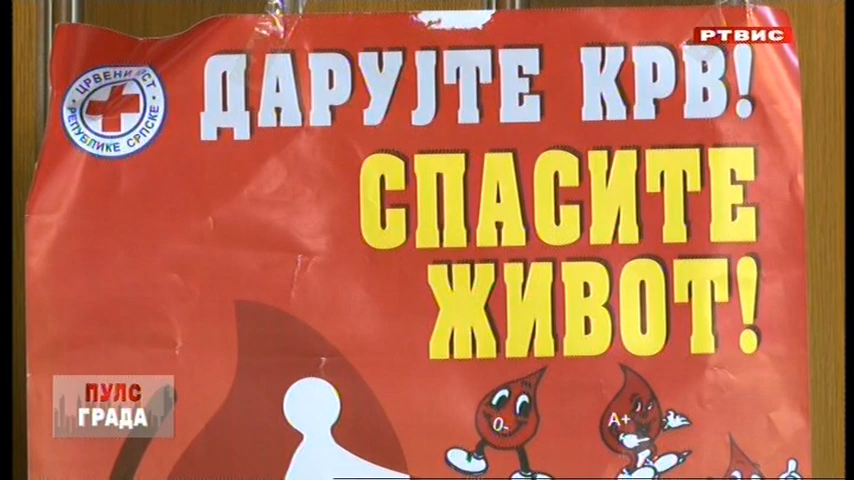 РТВИС
ЦРВЕНИ КРСТ
РЕПУБЛИКЕ СРПСКЕ
ДАРУЈТЕ КРВ!
СПАСИТЕ
ЖИВОТ!
0-
A+
ПУЛС
ГРАДА